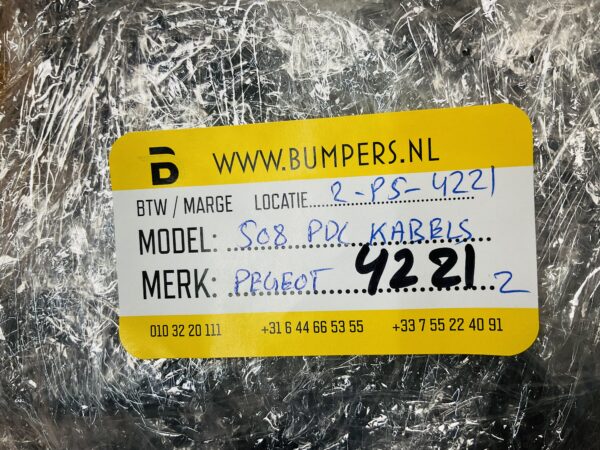 WWW.BUMPERS.NL
BTW / MARGE LOCATIE 2-PS-4221
MODEL: 508 PDC KABELS
MERK: PEGEOT 4221 2
010 32 20 111 +31 6 44 66 53 55 +33 7 55 22 40 91